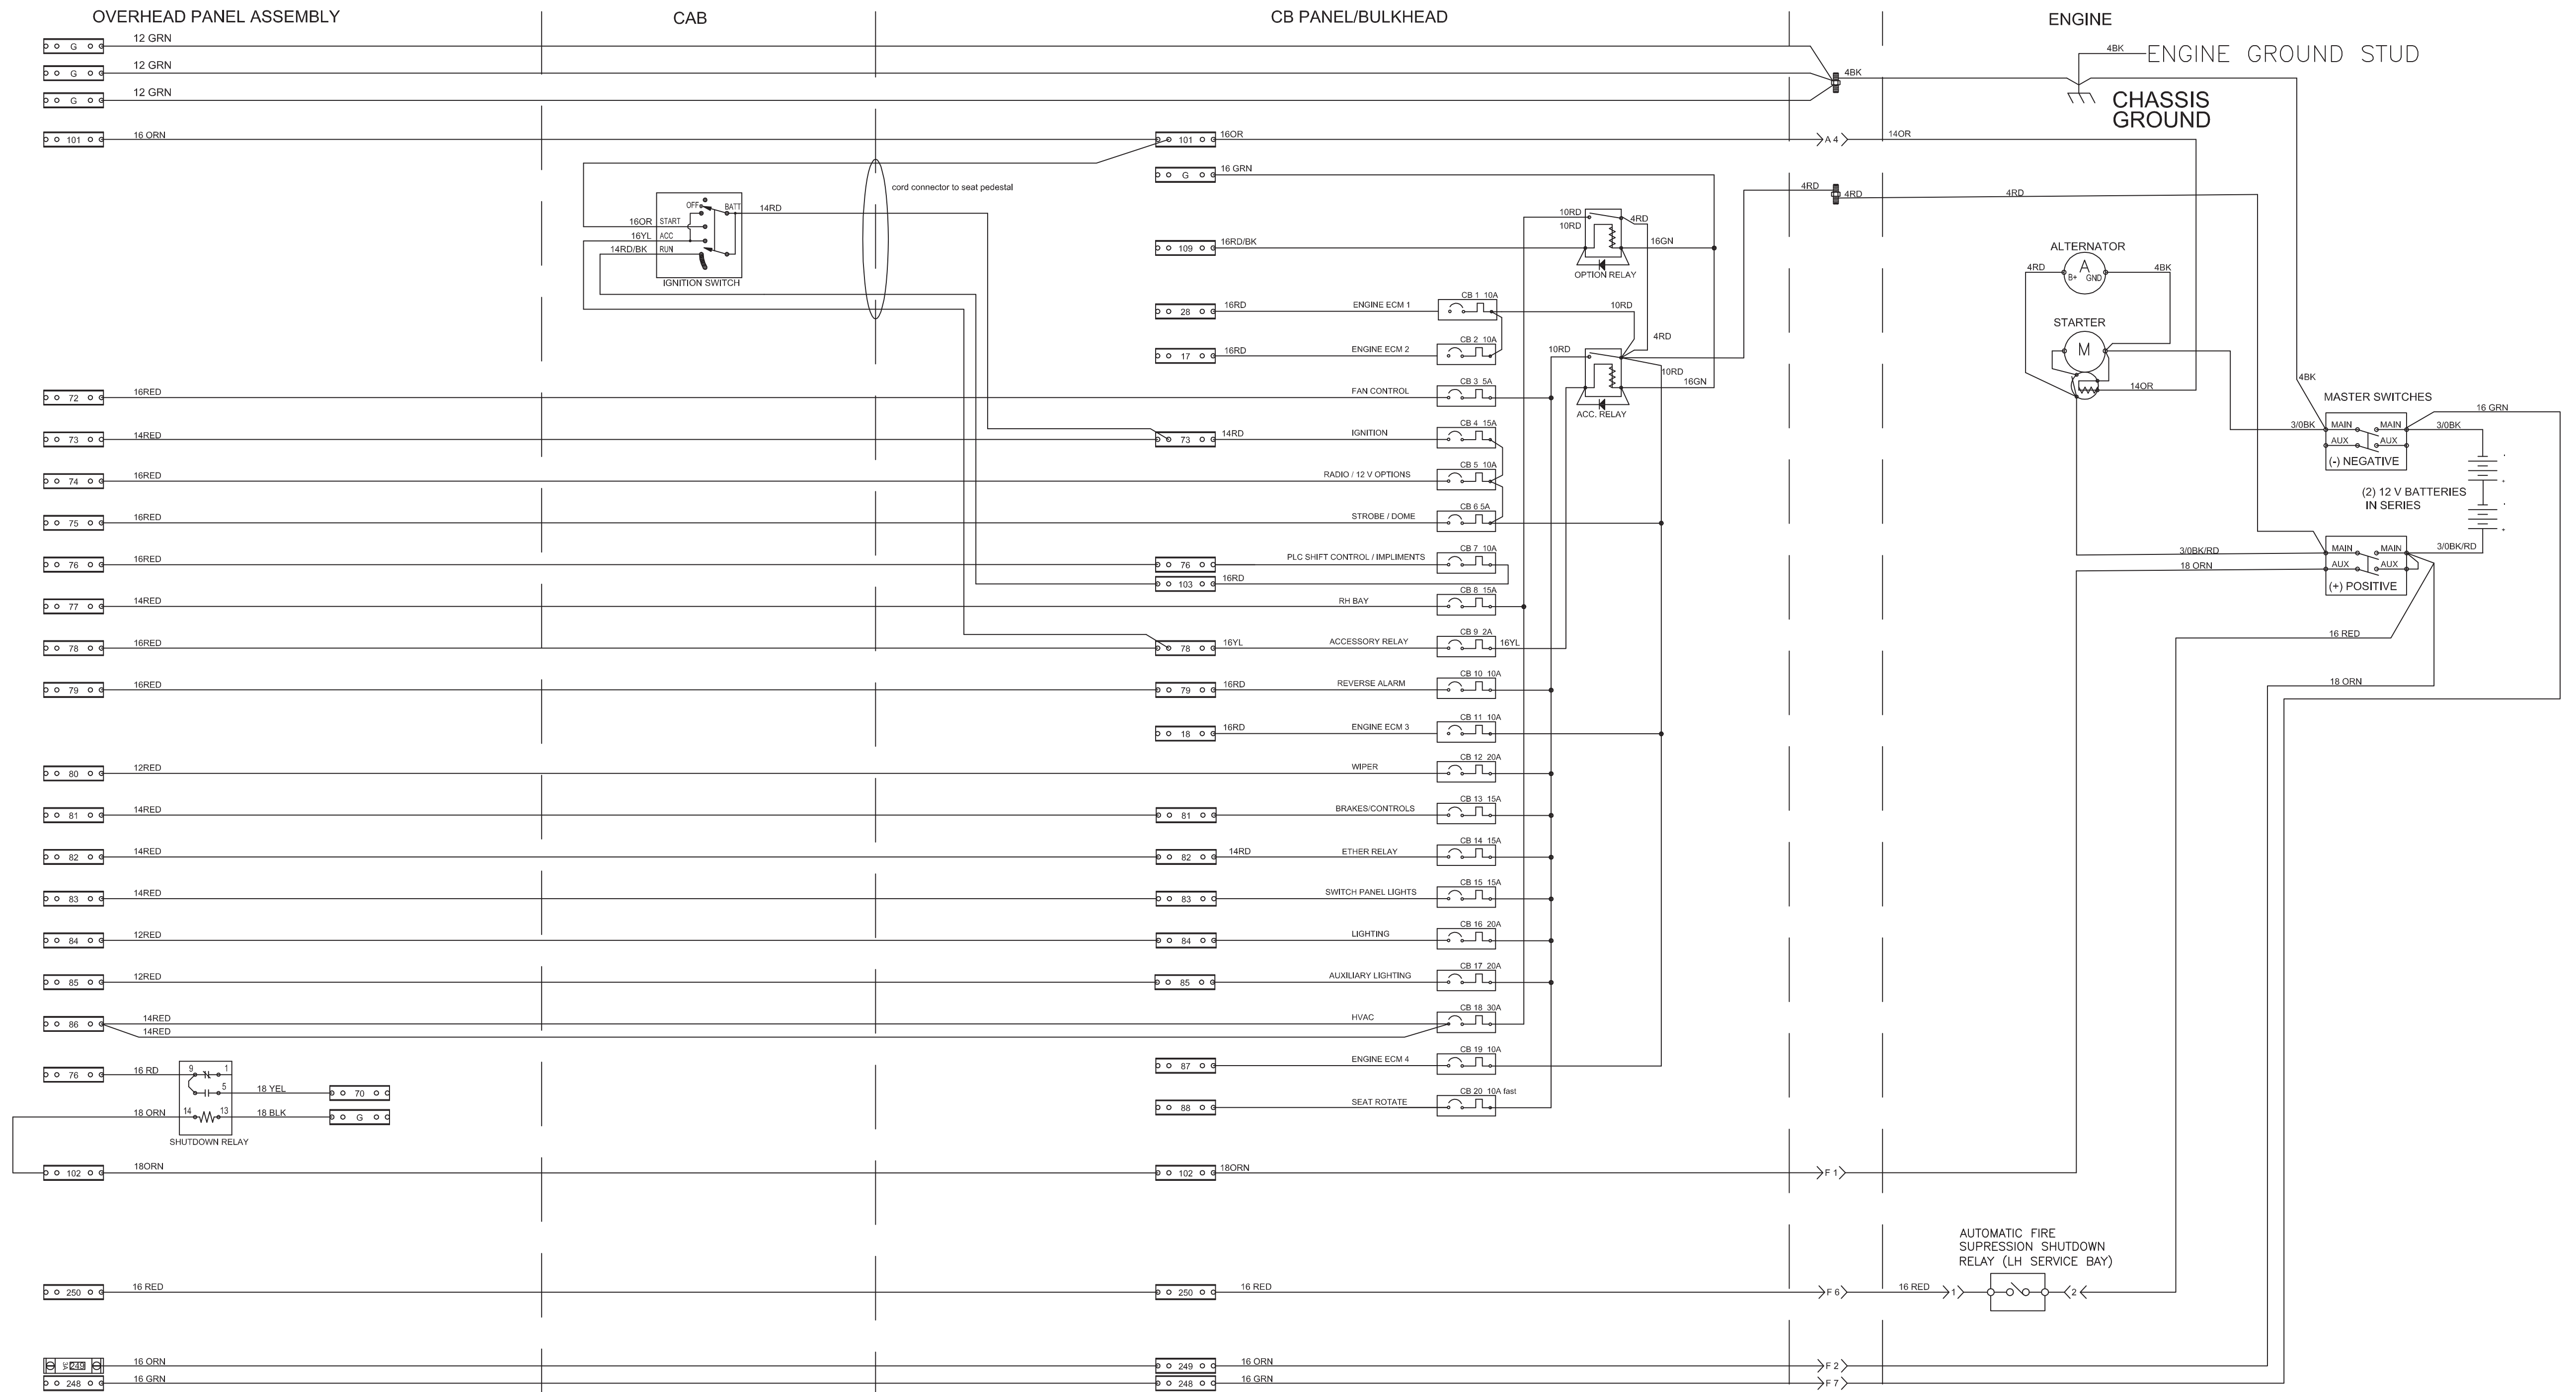 OVERHEAD PANEL ASSEMBLY
CAB
CB PANEL/BULKHEAD
ENGINE
G 12 GRN
G 12 GRN
G 12 GRN
4BK
4BK ENGINE GROUND STUD
CHASSIS
GROUND
101 16 ORN
101 16OR
A 4
14OR
G 16 GRN
cord connector to seat pedestal
4RD
4RD
4RD
OFF
BATT
14RD
16OR START
16YL ACC
14RD/BK RUN
IGNITION SWITCH
10RD
10RD
4RD
16GN
OPTION RELAY
109 16RD/BK
ALTERNATOR
4RD
A
B+ GND
4BK
STARTER
M
14OR
28 16RD ENGINE ECM 1 CB 1 10A
10RD
4RD
17 16RD ENGINE ECM 2 CB 2 10A
10RD
10RD
16GN
ACC. RELAY
72 16RED FAN CONTROL CB 3 5A
73 14RED
73 14RD IGNITION CB 4 15A
74 16RED RADIO / 12 V OPTIONS CB 5 10A
75 16RED STROBE / DOME CB 6 5A
76 16RED
76 PLC SHIFT CONTROL / IMPLIMENTS CB 7 10A
103 16RD
77 14RED RH BAY CB 8 15A
78 16RED
78 16YL ACCESSORY RELAY CB 9 2A 16YL
79 16RED
79 16RD REVERSE ALARM CB 10 10A
18 16RD ENGINE ECM 3 CB 11 10A
80 12RED WIPER CB 12 20A
81 14RED
81 BRAKES/CONTROLS CB 13 15A
82 14RED
82 14RD ETHER RELAY CB 14 15A
83 14RED
83 SWITCH PANEL LIGHTS CB 15 15A
84 12RED
84 LIGHTING CB 16 20A
85 12RED
85 AUXILIARY LIGHTING CB 17 20A
86 14RED
14RED
HVAC CB 18 30A
87 ENGINE ECM 4 CB 19 10A
88 SEAT ROTATE CB 20 10A fast
4BK
MASTER SWITCHES
16 GRN
3/0BK MAIN MAIN 3/0BK
AUX AUX
(-) NEGATIVE
(2) 12 V BATTERIES
IN SERIES
3/0BK/RD MAIN MAIN 3/0BK/RD
18 ORN AUX AUX
(+) POSITIVE
16 RED
18 ORN
76 16 RD 9 1
5 18 YEL 70
18 ORN 14 13 18 BLK G
SHUTDOWN RELAY
102 18ORN
102 18ORN
F 1
AUTOMATIC FIRE
SUPRESSION SHUTDOWN
RELAY (LH SERVICE BAY)
250 16 RED
250 16 RED
F 6
16 RED 1 2
249 16 ORN
249 16 ORN
F 2
248 16 GRN
248 16 GRN
F 7